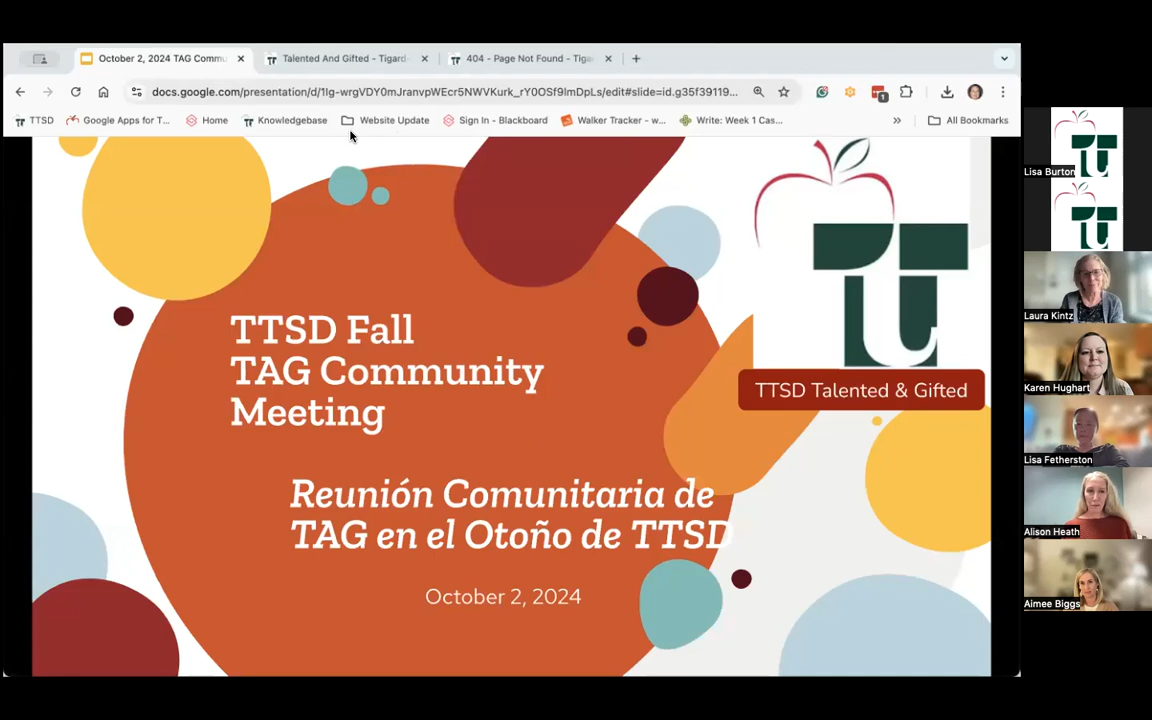 October 2, 2024 TAG Commu
Talented And Gifted - Tigard-
404 - Page Not Found - Tiga
docs.google.com/presentation/d/1Ig-wrgVDY0mJranvpWEcr5NWVKurk_rY0OSf9lmDpLs/edit#slide=id.g35f39119...
1
TTSD
Google Apps for T...
Home
Knowledgebase
Website Update
Sign In - Blackboard
Walker Tracker - w...
Write: Week 1 Cas...
»
All Bookmarks
TTSD Fall
TAG Community
Meeting
Reunión Comunitaria de
TAG en el Otoño de TTSD
October 2, 2024
TTSD Talented & Gifted
Lisa Burton
Laura Kintz
Karen Hughart
Lisa Fetherston
Alison Heath
Aimee Biggs